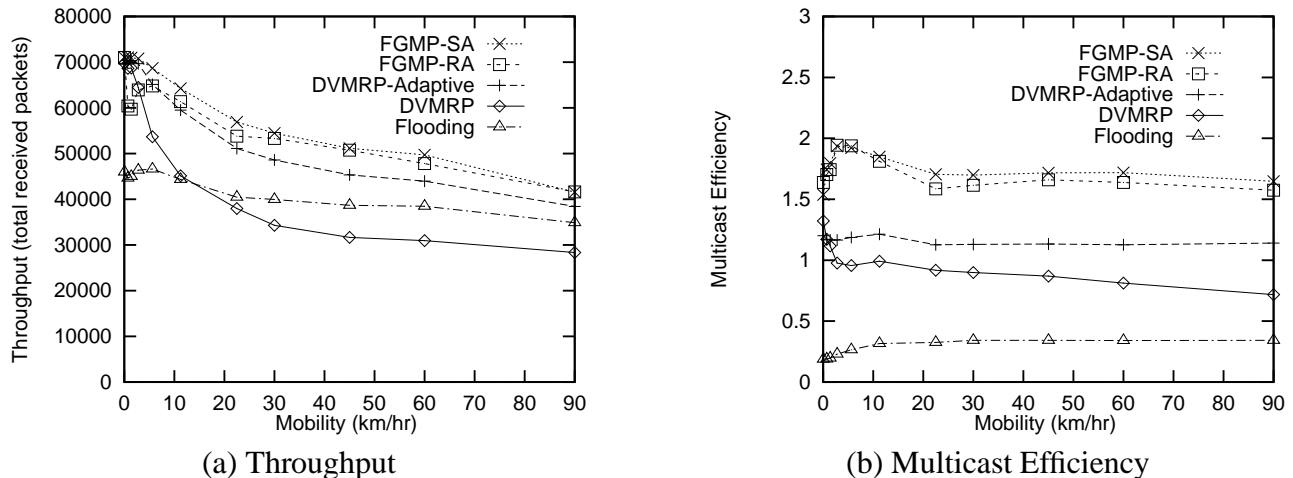 80000
70000
60000
50000
40000
30000
20000
10000
0
Throughput (total received packets)
FGMP-SA
FGMP-RA
DVMRP-Adaptive
DVMRP
Flooding
0 10 20 30 40 50 60 70 80 90
Mobility (km/hr)
(a) Throughput
3
2.5
2
1.5
1
0.5
0
Multicast Efficiency
FGMP-SA
FGMP-RA
DVMRP-Adaptive
DVMRP
Flooding
0 10 20 30 40 50 60 70 80 90
Mobility (km/hr)
(b) Multicast Efficiency